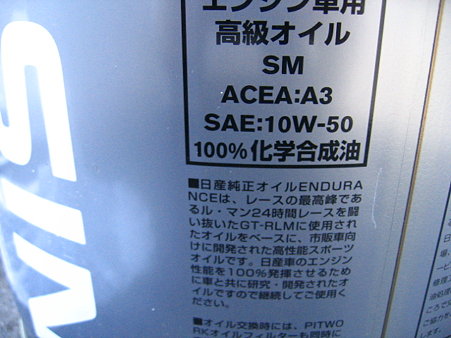 エンジン車用
高級オイル
SM
ACEA:A3
SAE:10W-50
100%化学合成油
■日産純正オイルENDURA
NCEは、レースの最高峰であ
るル・マン24時間レースを闘
い抜いたGT-RLMに使用され
たオイルをベースに、市販車向
けに開発された高性能スポーツ
オイルです。日産車のエンジン
性能を100%発揮させるため
に車と共に研究・開発されたオ
イルですので継続してご使用く
ださい。
■オイル交換時には、PITWO
RKオイルフィルターも同時に